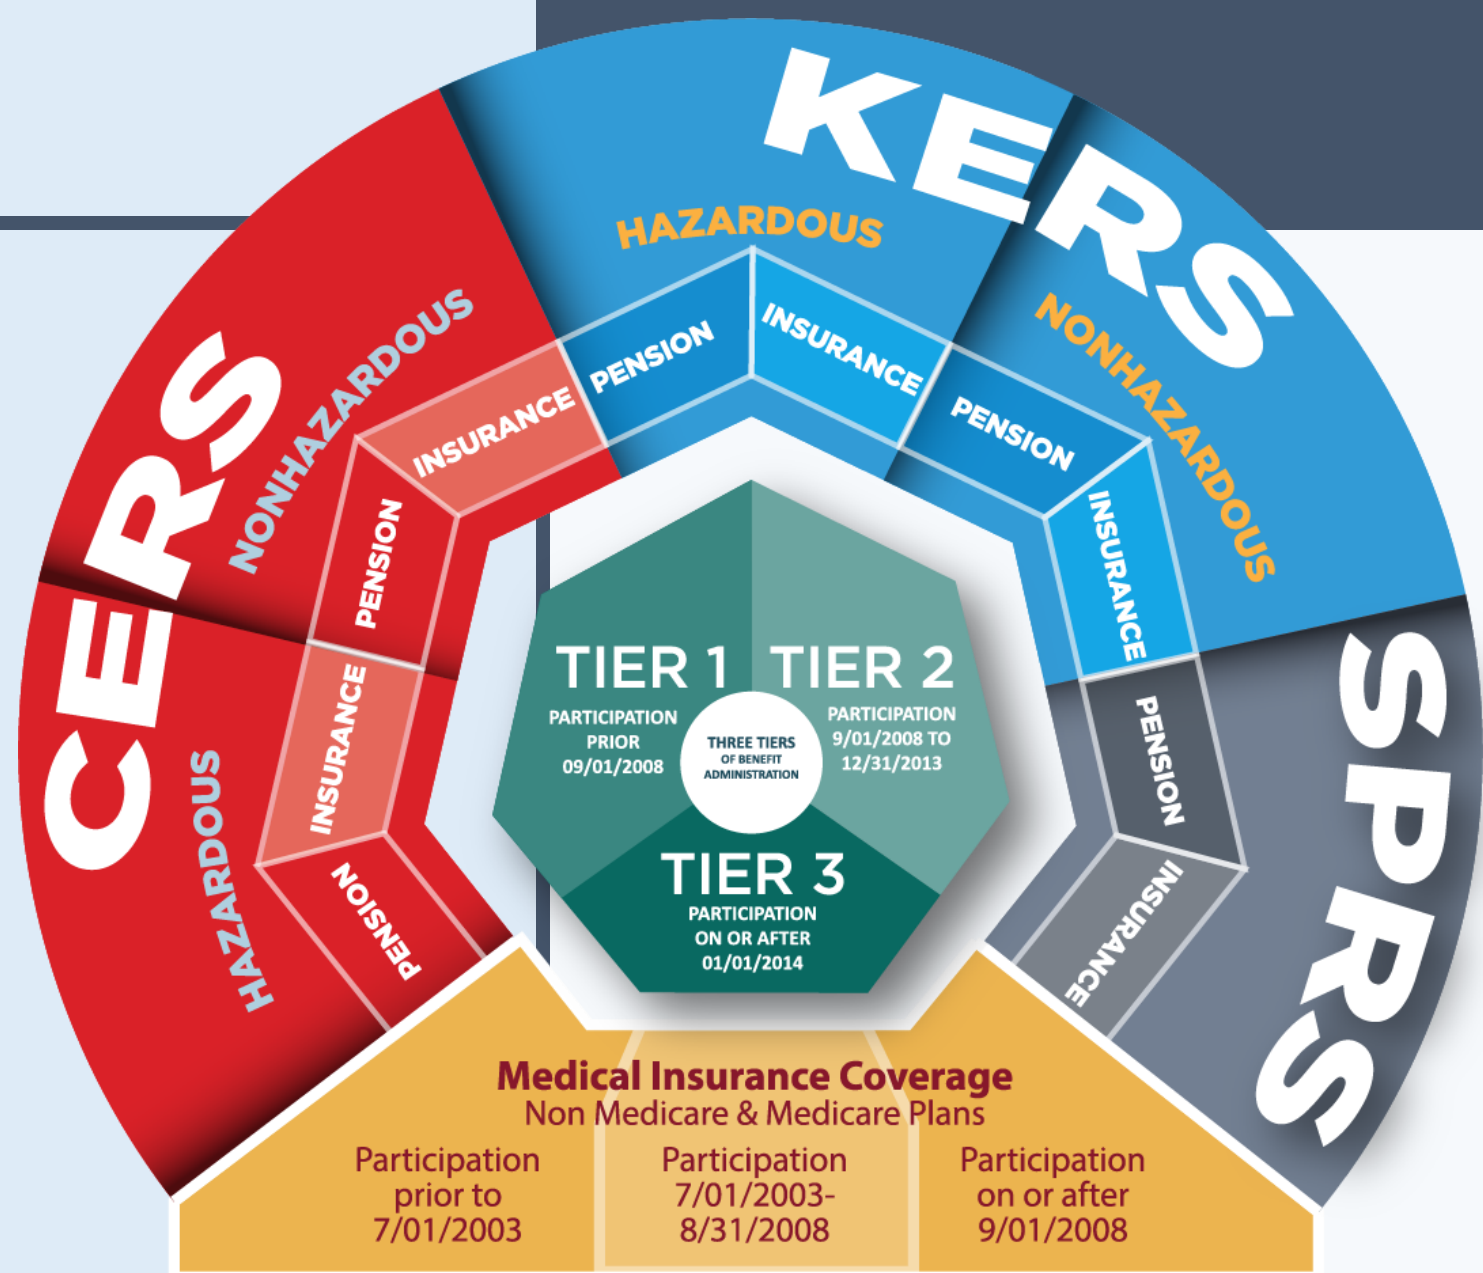 CERS
NONHAZARDOUS
INSURANCE
PENSION
HAZARDOUS
INSURANCE
PENSION
KERS
HAZARDOUS
PENSION
INSURANCE
NONHAZARDOUS
PENSION
INSURANCE
SPRS
PENSION
INSURANCE
TIER 1
PARTICIPATION
PRIOR
09/01/2008
TIER 2
PARTICIPATION
9/01/2008 TO
12/31/2013
THREE TIERS
OF BENEFIT
ADMINISTRATION
TIER 3
PARTICIPATION
ON OR AFTER
01/01/2014
Medical Insurance Coverage
Non Medicare & Medicare Plans
Participation
prior to
7/01/2003
Participation
7/01/2003-
8/31/2008
Participation
on or after
9/01/2008